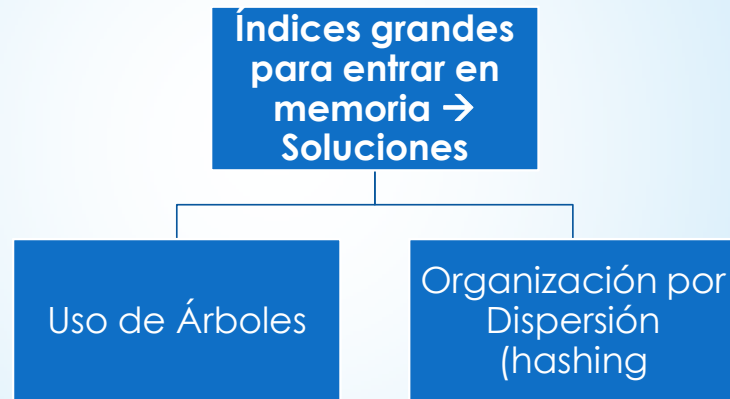 Índices grandes
para entrar en
memoria →
Soluciones
Uso de Árboles
Organización por
Dispersión
(hashing